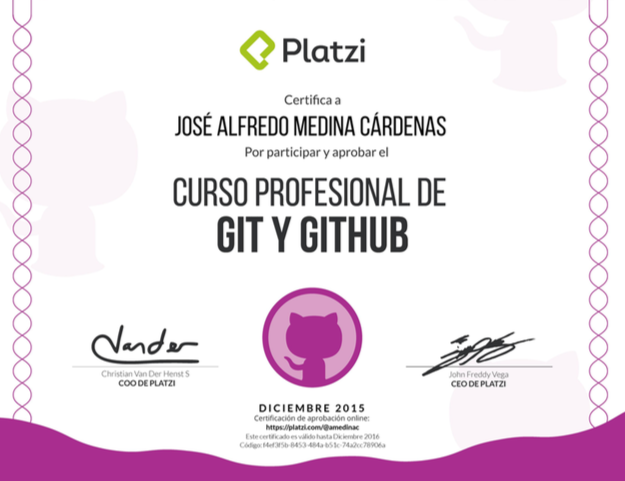 Platzi
Certifica a
JOSÉ ALFREDO MEDINA CÁRDENAS
Por participar y aprobar el
CURSO PROFESIONAL DE
GIT Y GITHUB
Vander
Christian Van Der Henst S
COO DE PLATZI
John Freddy Vega
CEO DE PLATZI
DICIEMBRE 2015
Certificación de aprobación online:
https://platzi.com/@amedinac
Este certificado es válido hasta Diciembre 2016
Código: f4ef3f5b-8453-484a-b51c-74a2cc78906a